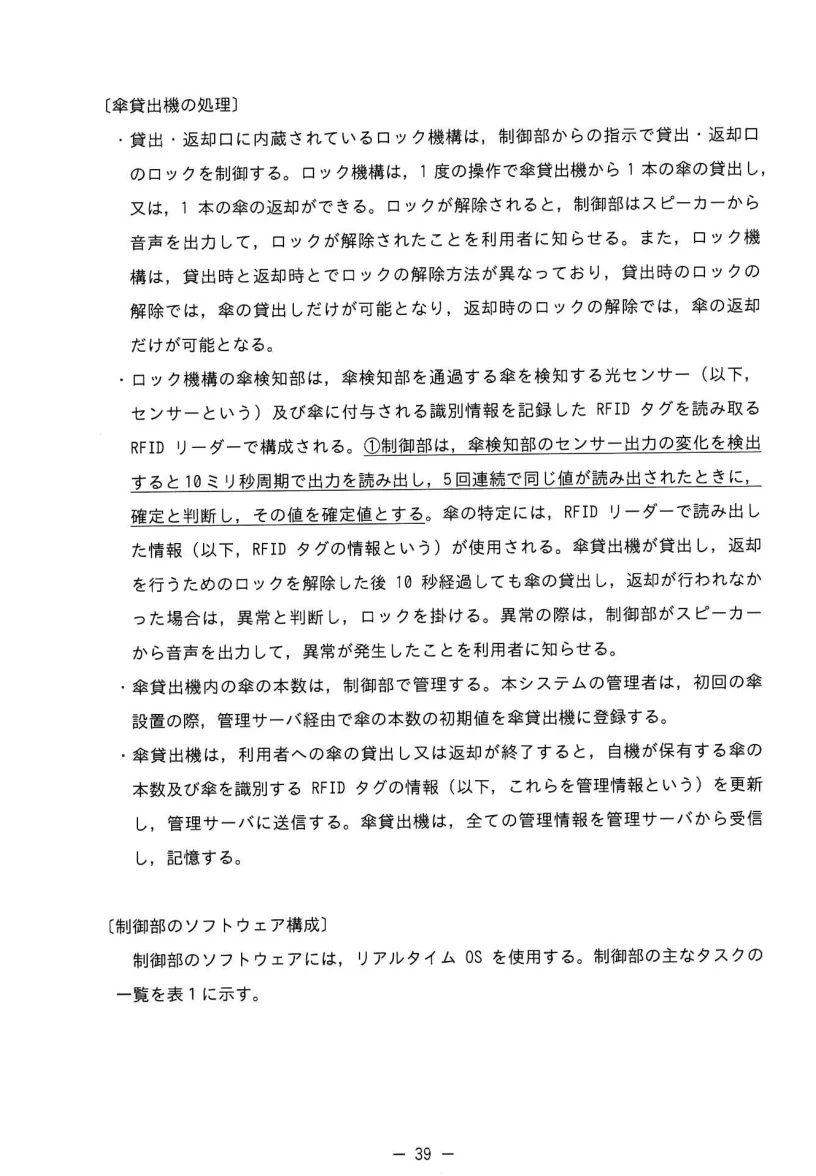 〔傘貸出機の処理〕
・貸出・返却口に内蔵されているロック機構は，制御部からの指示で貸出・返却口
のロックを制御する。ロック機構は，1度の操作で傘貸出機から1本の傘の貸出し，
又は，1 本の傘の返却ができる。ロックが解除されると，制御部はスピーカーから
音声を出力して，ロックが解除されたことを利用者に知らせる。また，ロック機
構は，貸出時と返却時とでロックの解除方法が異なっており，貸出時のロックの
解除では，傘の貸出しだけが可能となり，返却時のロックの解除では，傘の返却
だけが可能となる。
・ロック機構の傘検知部は，傘検知部を通過する傘を検知する光センサー（以下，
センサーという）及び傘に付与される識別情報を記録した RFID タグを読み取る
RFID リーダーで構成される。①制御部は，傘検知部のセンサー出力の変化を検出
すると10ミリ秒周期で出力を読み出し，5回連続で同じ値が読み出されたときに，
確定と判断し，その値を確定値とする。傘の特定には，RFID リーダーで読み出し
た情報（以下，RFID タグの情報という）が使用される。傘貸出機が貸出し，返却
を行うためのロックを解除した後 10 秒経過しても傘の貸出し，返却が行われなか
った場合は，異常と判断し，ロックを掛ける。異常の際は，制御部がスピーカー
から音声を出力して，異常が発生したことを利用者に知らせる。
・傘貸出機内の傘の本数は，制御部で管理する。本システムの管理者は，初回の傘
設置の際，管理サーバ経由で傘の本数の初期値を傘貸出機に登録する。
・傘貸出機は，利用者への傘の貸出し又は返却が終了すると，自機が保有する傘の
本数及び傘を識別する RFID タグの情報（以下，これらを管理情報という）を更新
し，管理サーバに送信する。傘貸出機は，全ての管理情報を管理サーバから受信
し，記憶する。
〔制御部のソフトウェア構成〕
制御部のソフトウェアには，リアルタイム OS を使用する。制御部の主なタスクの
一覧を表1に示す。
－ 39 －